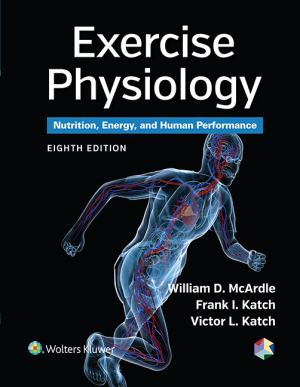 Exercise
Physiology
Nutrition, Energy, and Human Performance
EIGHTH EDITION
William D. McArdle
Frank I. Katch
Victor L. Katch
Wolters Kluwer